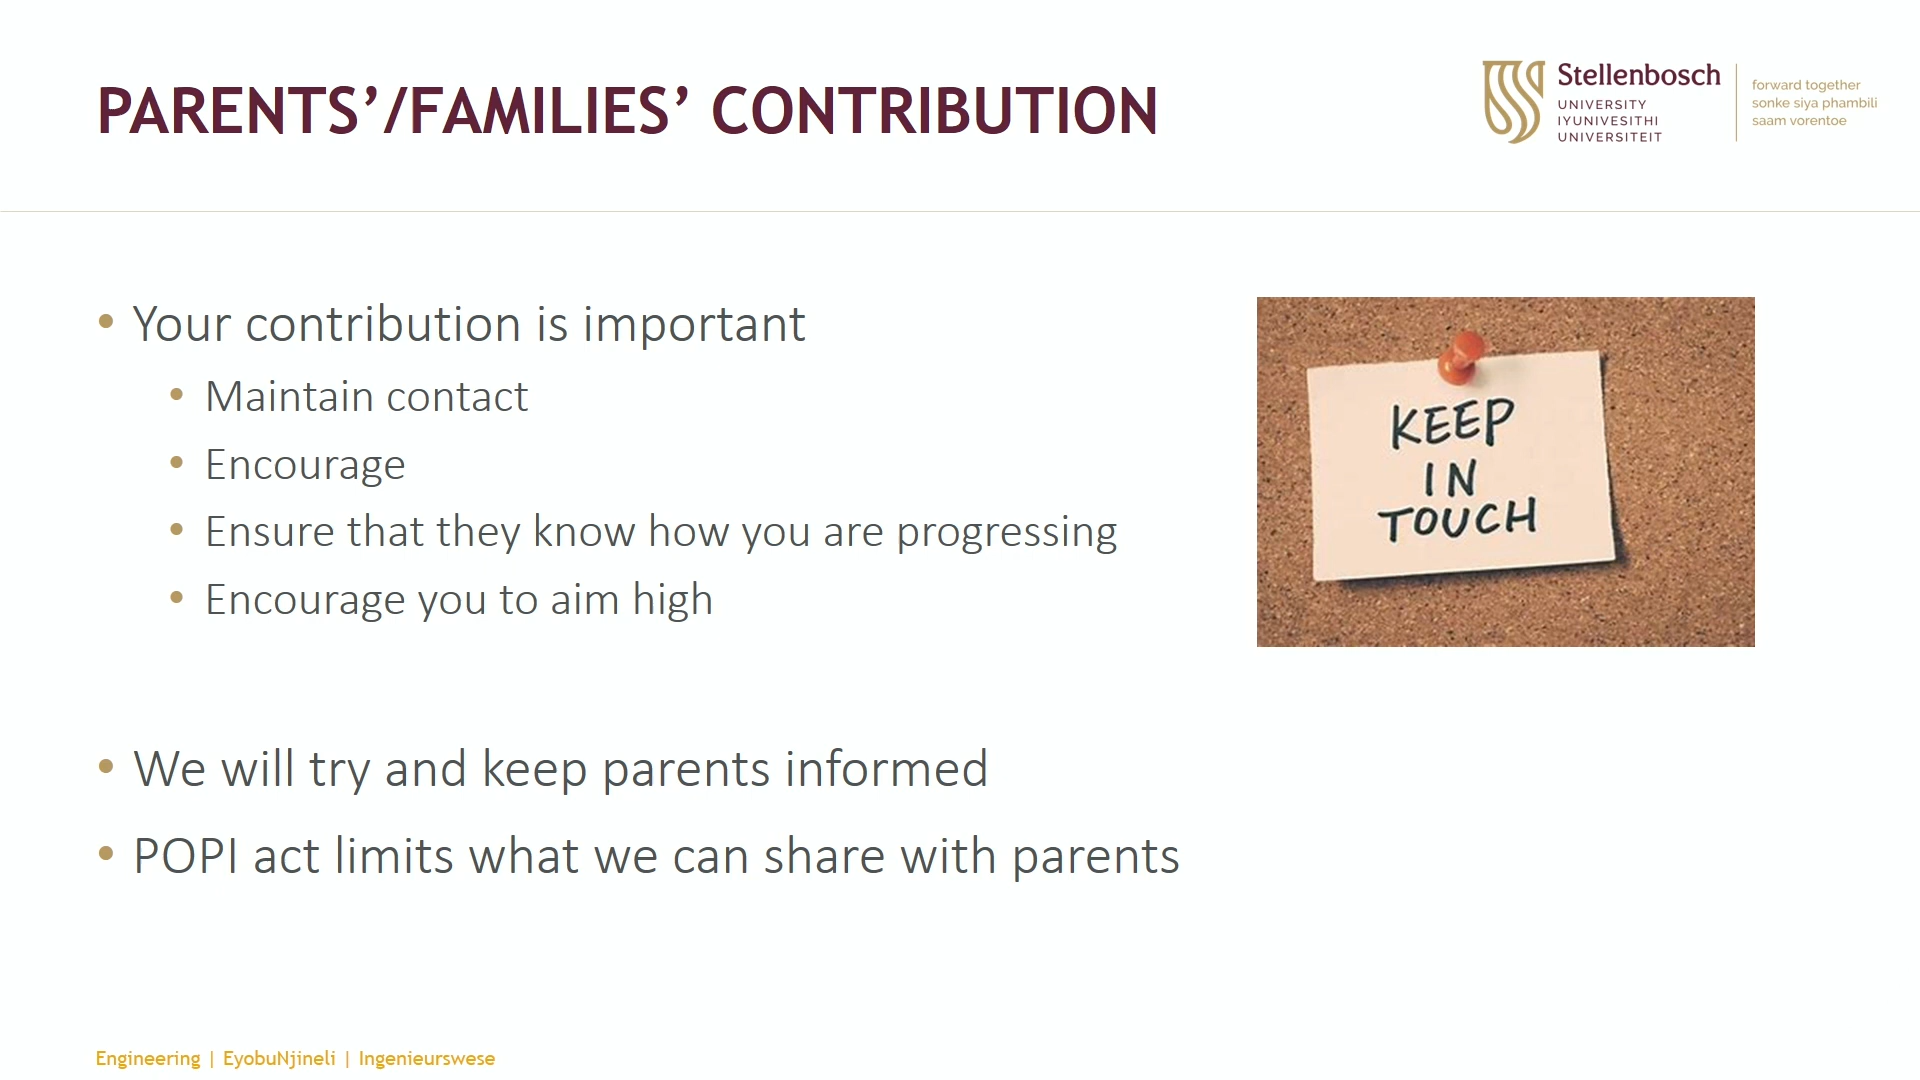 PARENTS’/FAMILIES’ CONTRIBUTION
Stellenbosch
UNIVERSITY
IYUNIVESITHI
UNIVERSITEIT
forward together
sonke siya phambili
saam vorentoe
• Your contribution is important
• Maintain contact
• Encourage
• Ensure that they know how you are progressing
• Encourage you to aim high
KEEP
IN
TOUCH
• We will try and keep parents informed
• POPI act limits what we can share with parents
Engineering | EyobuNjineli | Ingenieurswese